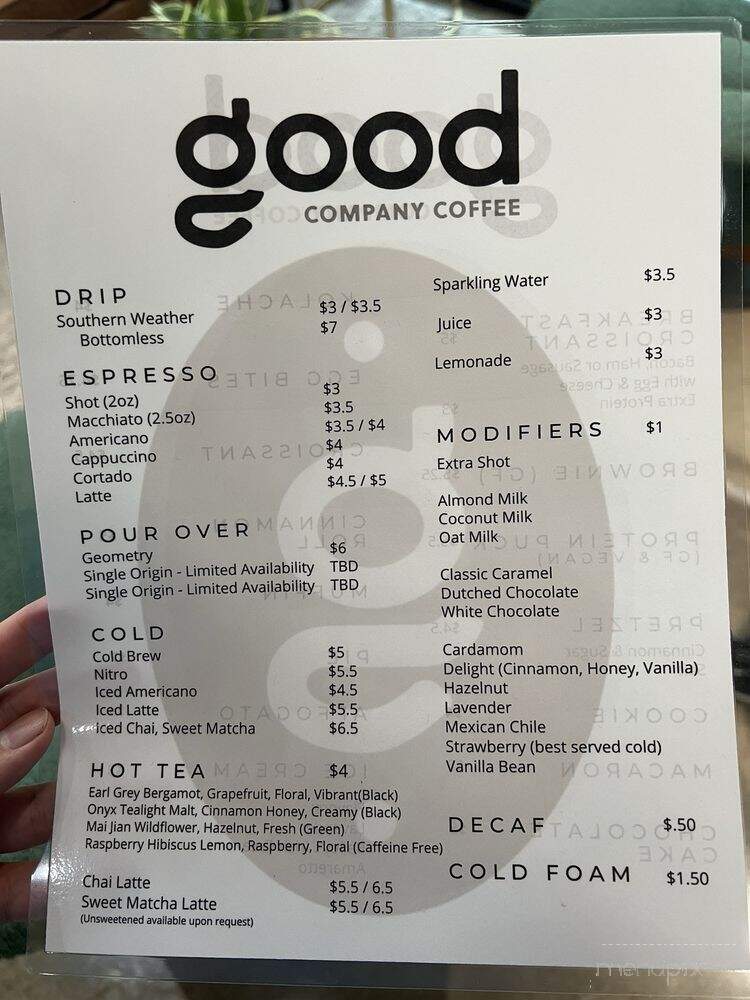 good
COMPANY COFFEE
DRIP
Southern Weather $3 / $3.5
Bottomless $7
ESPRESSO
Shot (2oz) $3
Macchiato (2.5oz) $3.5
Americano $3.5 / $4
Cappuccino $4
Cortado $4
Latte $4.5 / $5
POUR OVER
Geometry $6
Single Origin - Limited Availability TBD
Single Origin - Limited Availability TBD
COLD
Cold Brew $5
Nitro $5.5
Iced Americano $4.5
Iced Latte $5.5
Iced Chai, Sweet Matcha $6.5
HOT TEA $4
Earl Grey Bergamot, Grapefruit, Floral, Vibrant(Black)
Onyx Tealight Malt, Cinnamon Honey, Creamy (Black)
Mai Jian Wildflower, Hazelnut, Fresh (Green)
Raspberry Hibiscus Lemon, Raspberry, Floral (Caffeine Free)
Chai Latte $5.5 / 6.5
Sweet Matcha Latte $5.5 / 6.5
(Unsweetened available upon request)
Sparkling Water $3.5
Juice $3
Lemonade $3
MODIFIERS $1
Extra Shot
Almond Milk
Coconut Milk
Oat Milk
Classic Caramel
Dutched Chocolate
White Chocolate
Cardamom
Delight (Cinnamon, Honey, Vanilla)
Hazelnut
Lavender
Mexican Chile
Strawberry (best served cold)
Vanilla Bean
DECAF $.50
COLD FOAM $1.50
menupix